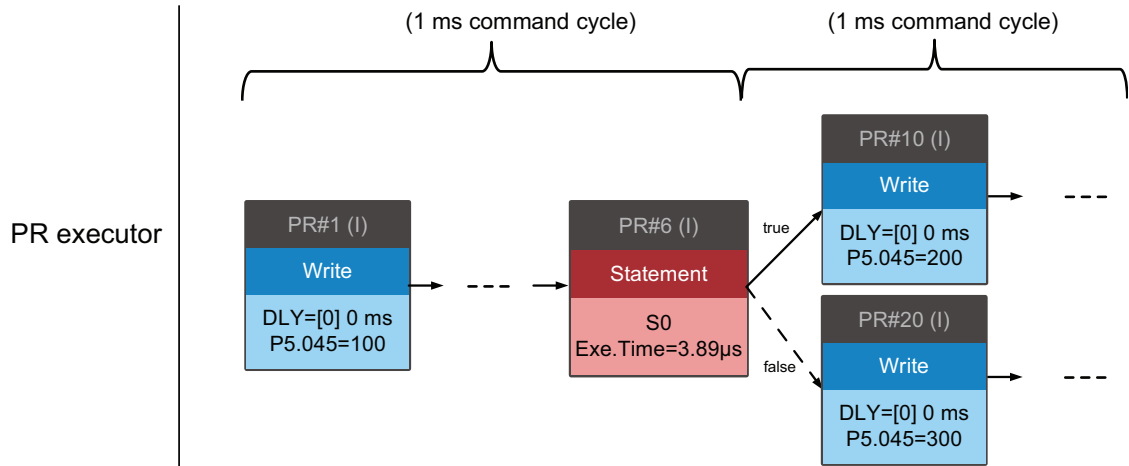 (1 ms command cycle)
(1 ms command cycle)
PR executor
PR#1 (I)
Write
DLY=[0] 0 ms
P5.045=100
PR#6 (I)
Statement
S0
Exe.Time=3.89µs
true
false
PR#10 (I)
Write
DLY=[0] 0 ms
P5.045=200
PR#20 (I)
Write
DLY=[0] 0 ms
P5.045=300